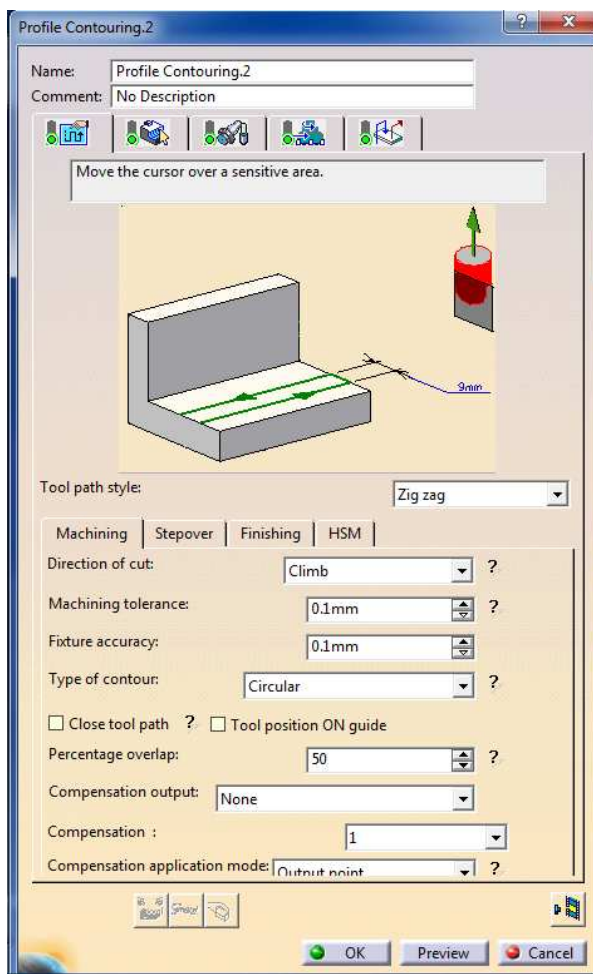 Profile Contouring.2
Name: Profile Contouring.2
Comment: No Description
Move the cursor over a sensitive area.
9mm
Tool path style: Zig zag
Machining Stepover Finishing HSM
Direction of cut: Climb ?
Machining tolerance: 0.1mm ?
Fixture accuracy: 0.1mm
Type of contour: Circular ?
Close tool path ? Tool position ON guide
Percentage overlap: 50 ?
Compensation output: None
Compensation : 1
Compensation application mode: Output point ?
OK Preview Cancel